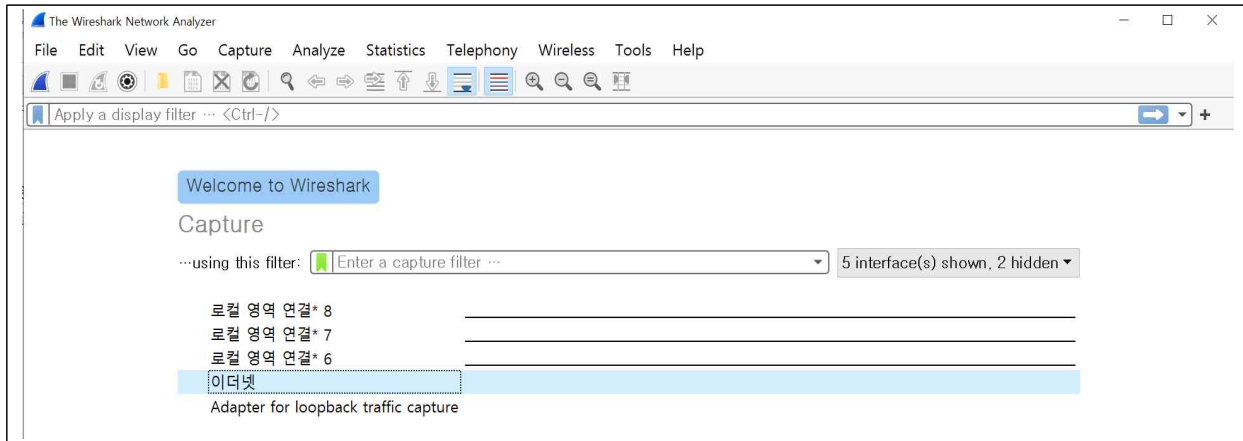 The Wireshark Network Analyzer
File Edit View Go Capture Analyze Statistics Telephony Wireless Tools Help
Apply a display filter … <Ctrl-/>
Welcome to Wireshark
Capture
…using this filter: Enter a capture filter … 5 interface(s) shown, 2 hidden
로컬 영역 연결* 8
로컬 영역 연결* 7
로컬 영역 연결* 6
이더넷
Adapter for loopback traffic capture